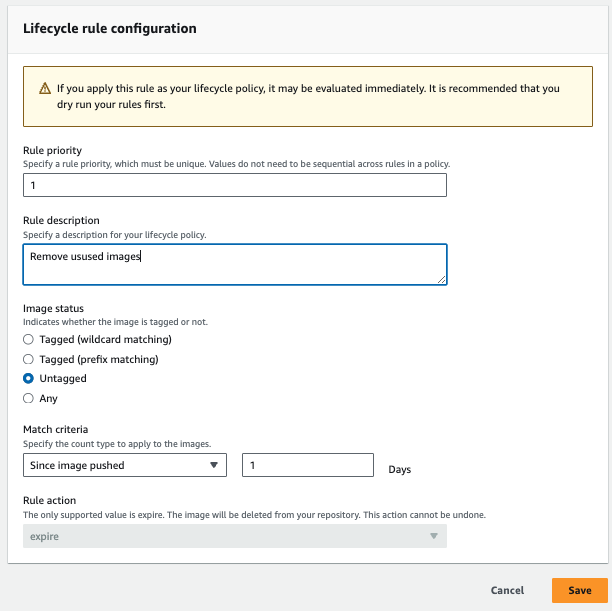 Lifecycle rule configuration
If you apply this rule as your lifecycle policy, it may be evaluated immediately. It is recommended that you
dry run your rules first.
Rule priority
Specify a rule priority, which must be unique. Values do not need to be sequential across rules in a policy.
1
Rule description
Specify a description for your lifecycle policy.
Remove usused images
Image status
Indicates whether the image is tagged or not.
Tagged (wildcard matching)
Tagged (prefix matching)
Untagged
Any
Match criteria
Specify the count type to apply to the images.
Since image pushed 1 Days
Rule action
The only supported value is expire. The image will be deleted from your repository. This action cannot be undone.
expire
Cancel Save